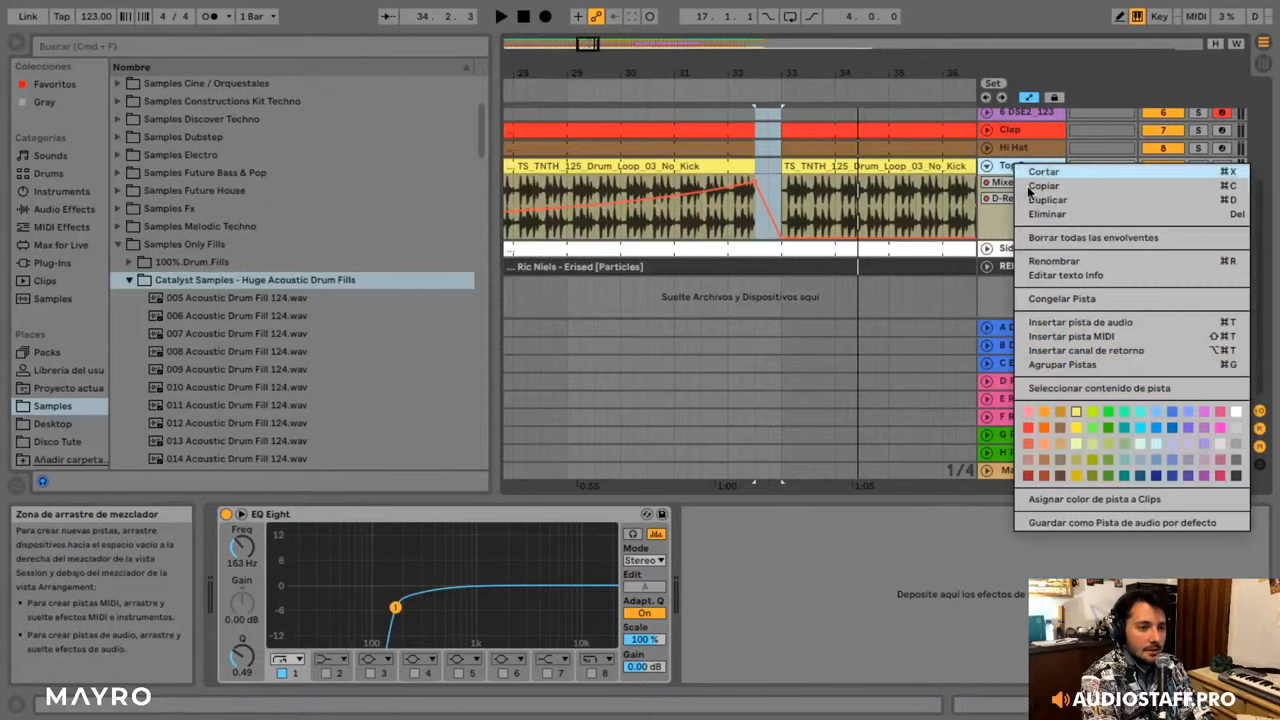 Link Tap 123.00 4 / 4 1 Bar 34. 2. 3 17. 1. 1 4. 0. 0 Key MIDI 3 %
Buscar (Cmd + F)
H W
Colecciones
Favoritos
Gray
Categorías
Sounds
Drums
Instruments
Audio Effects
MIDI Effects
Max for Live
Plug-Ins
Clips
Samples
Places
Packs
Librería del usu
Proyecto actua
Samples
Desktop
Disco Tute
Añadir carpeta...
Nombre
Samples Cine / Orquestales
Samples Constructions Kit Techno
Samples Discover Techno
Samples Dubstep
Samples Electro
Samples Future Bass & Pop
Samples Future House
Samples Fx
Samples Melodic Techno
Samples Only Fills
100% Drum Fills
Catalyst Samples - Huge Acoustic Drum Fills
005 Acoustic Drum Fill 124.wav
006 Acoustic Drum Fill 124.wav
007 Acoustic Drum Fill 124.wav
008 Acoustic Drum Fill 124.wav
009 Acoustic Drum Fill 124.wav
010 Acoustic Drum Fill 124.wav
011 Acoustic Drum Fill 124.wav
012 Acoustic Drum Fill 124.wav
013 Acoustic Drum Fill 124.wav
014 Acoustic Drum Fill 124.wav
28 29 30 31 32 33 34 35 36
Set
6 DSE2_123 6 S
Clap 7 S
Hi Hat 8 S
TS_TNTH_125_Drum_Loop_03_No_Kick TS_TNTH_125_Drum_Loop_03_No_Kick
... Ric Niels - Erised [Particles]
Suelte Archivos y Dispositivos aquí
1/4
0:55 1:00 1:05
Cortar ⌘X
Copiar ⌘C
Duplicar ⌘D
Eliminar Del
Borrar todas las envolventes
Renombrar ⌘R
Editar texto Info
Congelar Pista
Insertar pista de audio ⌘T
Insertar pista MIDI ⇧⌘T
Insertar canal de retorno ⌥⌘T
Agrupar Pistas ⌘G
Seleccionar contenido de pista
Asignar color de pista a Clips
Guardar como Pista de audio por defecto
Zona de arrastre de mezclador
Para crear nuevas pistas, arrastre
dispositivos hacia el espacio vacío a la
derecha del mezclador de la vista
Session y debajo del mezclador de la
vista Arrangement:
• Para crear pistas MIDI, arrastre y
suelte efectos MIDI e instrumentos.
• Para crear pistas de audio, arrastre y
suelte efectos de audio.
EQ Eight
Freq
163 Hz
Gain
0.00 dB
Q
0.49
12
6
0
-6
-12
100 1k 10k
Mode
Stereo
Edit
A
Adapt. Q
On
Scale
100 %
Gain
0.00 dB
1 2 3 4 5 6 7 8
Deposite aquí los efectos de
MAYRO
AUDIOSTAFF.PRO